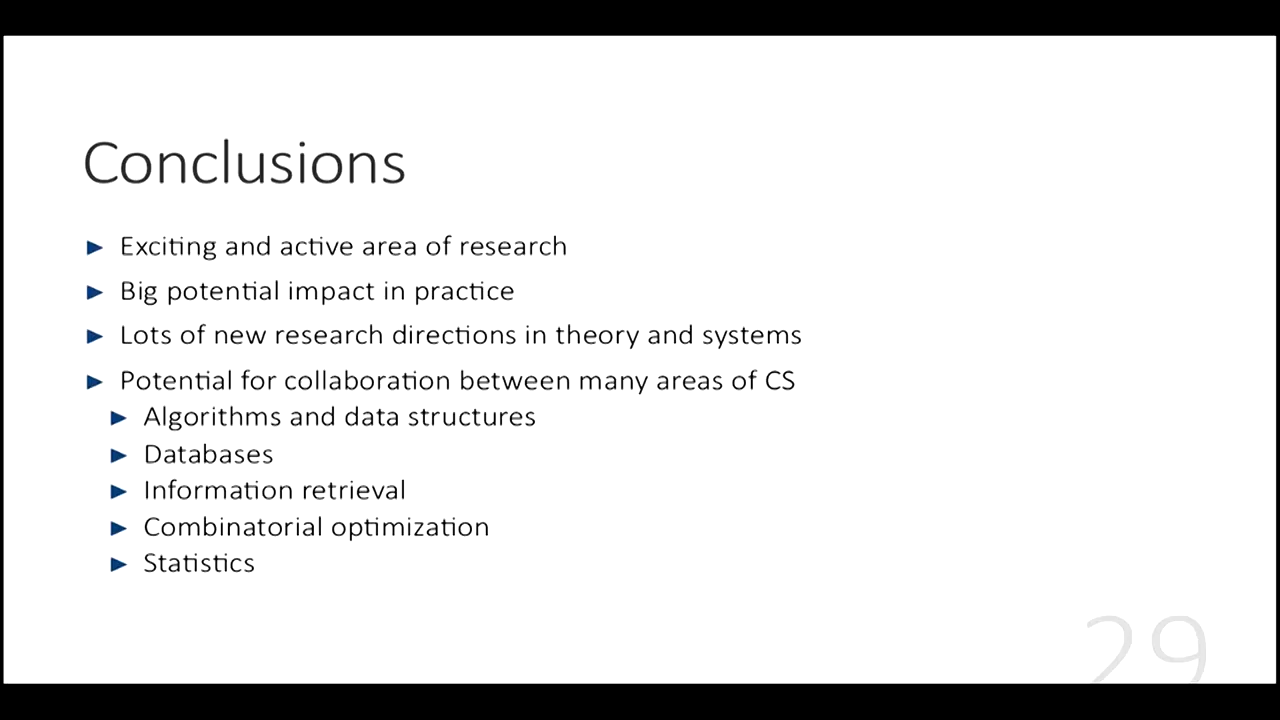 Conclusions
► Exciting and active area of research
► Big potential impact in practice
► Lots of new research directions in theory and systems
► Potential for collaboration between many areas of CS
► Algorithms and data structures
► Databases
► Information retrieval
► Combinatorial optimization
► Statistics
29